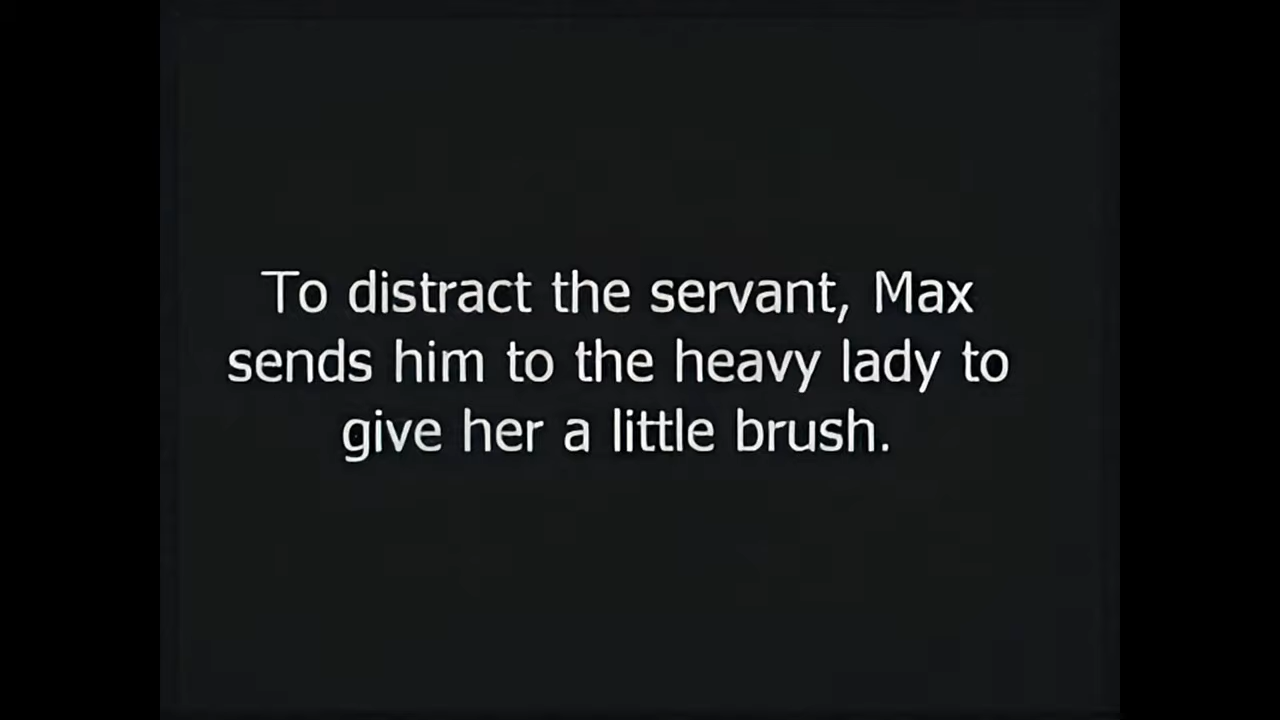 To distract the servant, Max
sends him to the heavy lady to
give her a little brush.